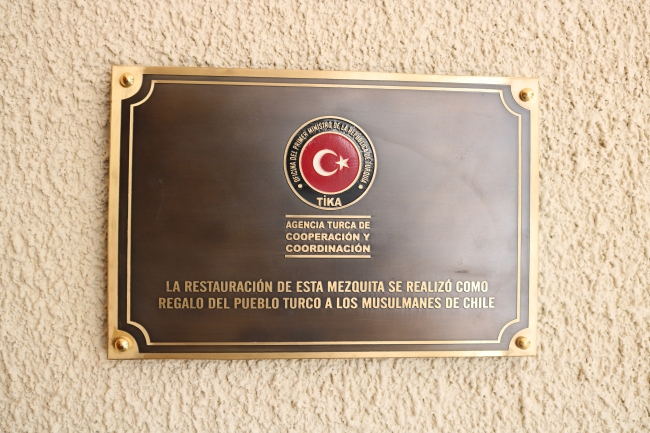 OFICINA DEL PRIMER MINISTRO DE LA REPÚBLICA DE TURQUÍA
TİKA
AGENCIA TURCA DE
COOPERACIÓN Y
COORDINACIÓN
LA RESTAURACIÓN DE ESTA MEZQUITA SE REALIZÓ COMO
REGALO DEL PUEBLO TURCO A LOS MUSULMANES DE CHILE